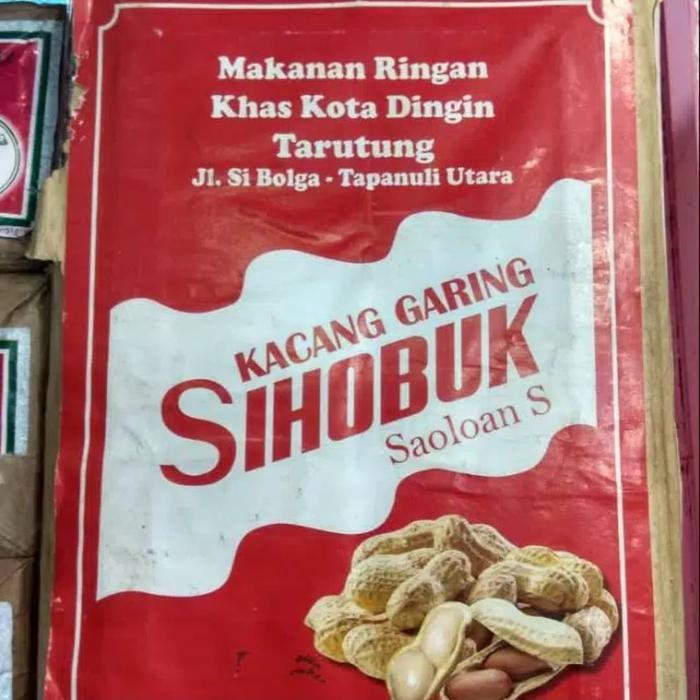 Makanan Ringan
Khas Kota Dingin
Tarutung
Jl. Si Bolga - Tapanuli Utara
KACANG GARING
SIHOBUK
Saoloan S